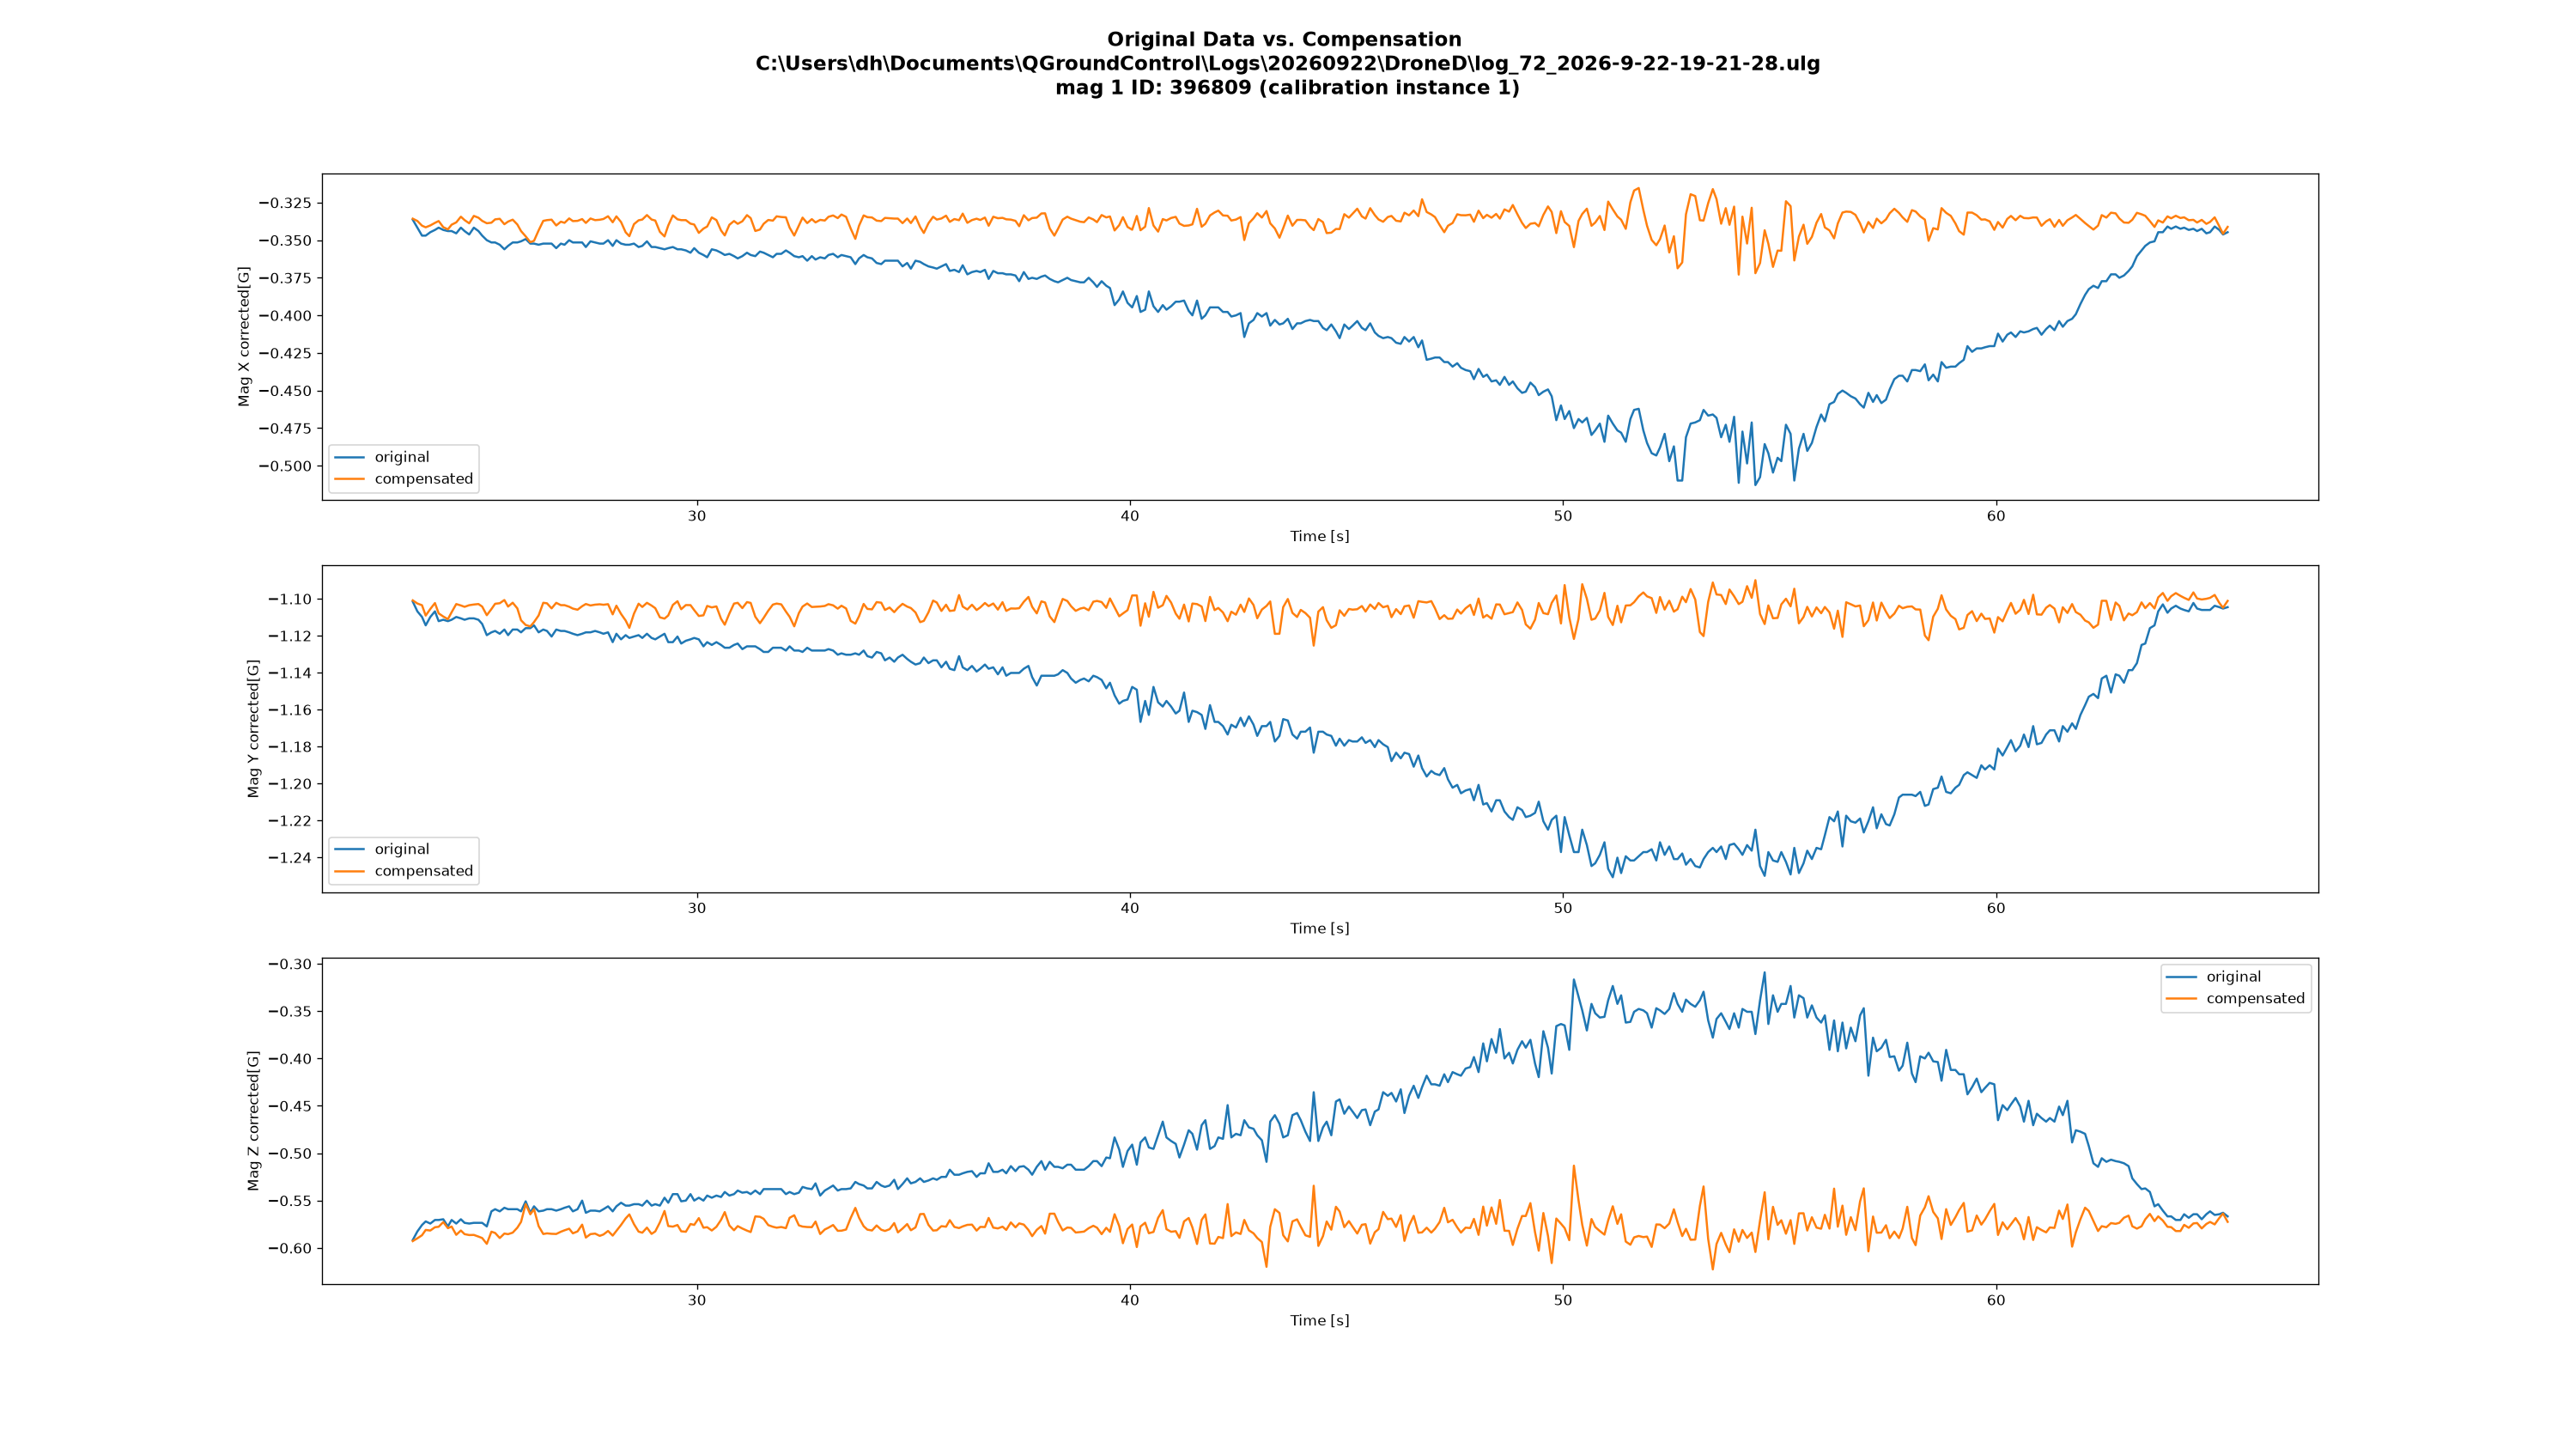 Original Data vs. Compensation
C:\Users\dh\Documents\QGroundControl\Logs\20260922\DroneD\log_72_2026-9-22-19-21-28.ulg
mag 1 ID: 396809 (calibration instance 1)
Mag X corrected[G]
−0.325
−0.350
−0.375
−0.400
−0.425
−0.450
−0.475
−0.500
original
compensated
30 40 50 60
Time [s]
Mag Y corrected[G]
−1.10
−1.12
−1.14
−1.16
−1.18
−1.20
−1.22
−1.24
original
compensated
30 40 50 60
Time [s]
Mag Z corrected[G]
−0.30
−0.35
−0.40
−0.45
−0.50
−0.55
−0.60
original
compensated
30 40 50 60
Time [s]